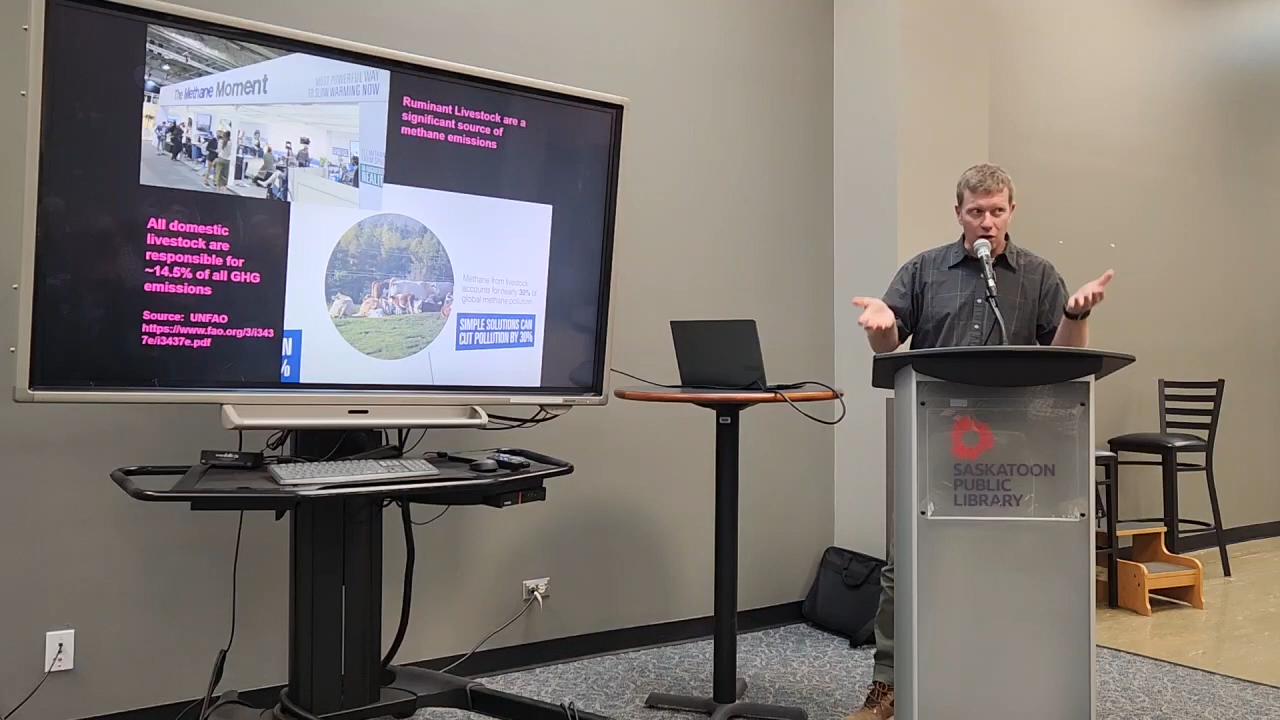 The Methane Moment
MOST POWERFUL WAY
TO SLOW WARMING NOW
Ruminant Livestock are a
significant source of
methane emissions
All domestic
livestock are
responsible for
~14.5% of all GHG
emissions
Source: UNFAO
https://www.fao.org/3/i343
7e/i3437e.pdf
Methane from livestock
accounts for nearly 30% of
global methane pollution
SIMPLE SOLUTIONS CAN
CUT POLLUTION BY 30%
N
%
SASKATOON
PUBLIC
LIBRARY